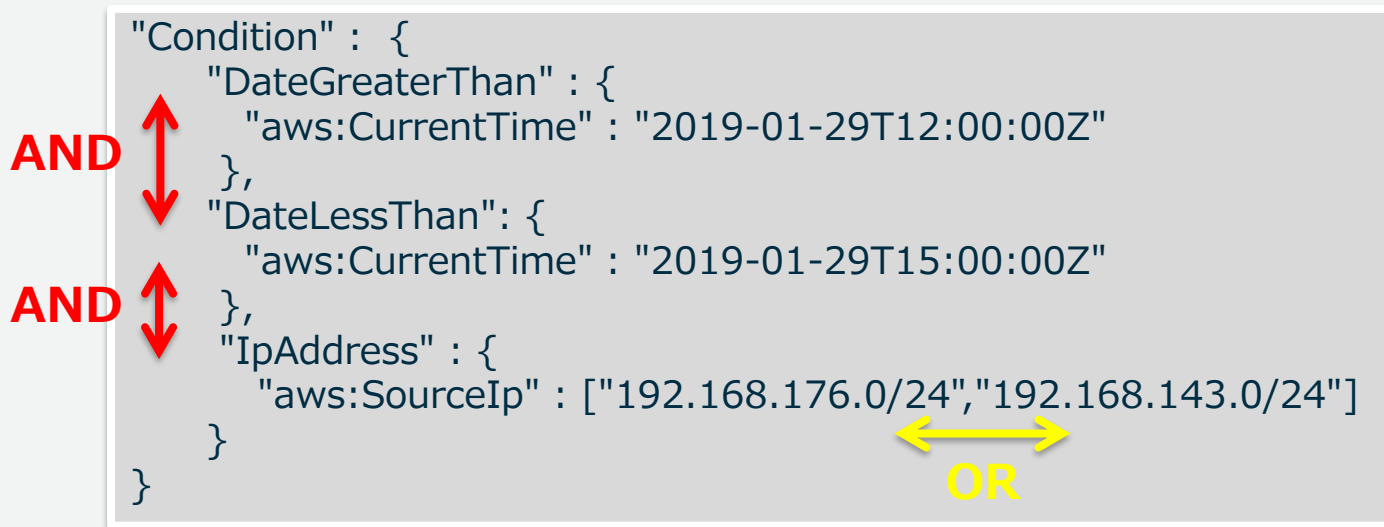 "Condition" :  {
"DateGreaterThan" : {
"aws:CurrentTime" : "2019-01-29T12:00:00Z"
AND
},
"DateLessThan": {
"aws:CurrentTime" : "2019-01-29T15:00:00Z"
AND
},
"IpAddress" : {
"aws:SourceIp" : ["192.168.176.0/24","192.168.143.0/24"]
}
OR
}